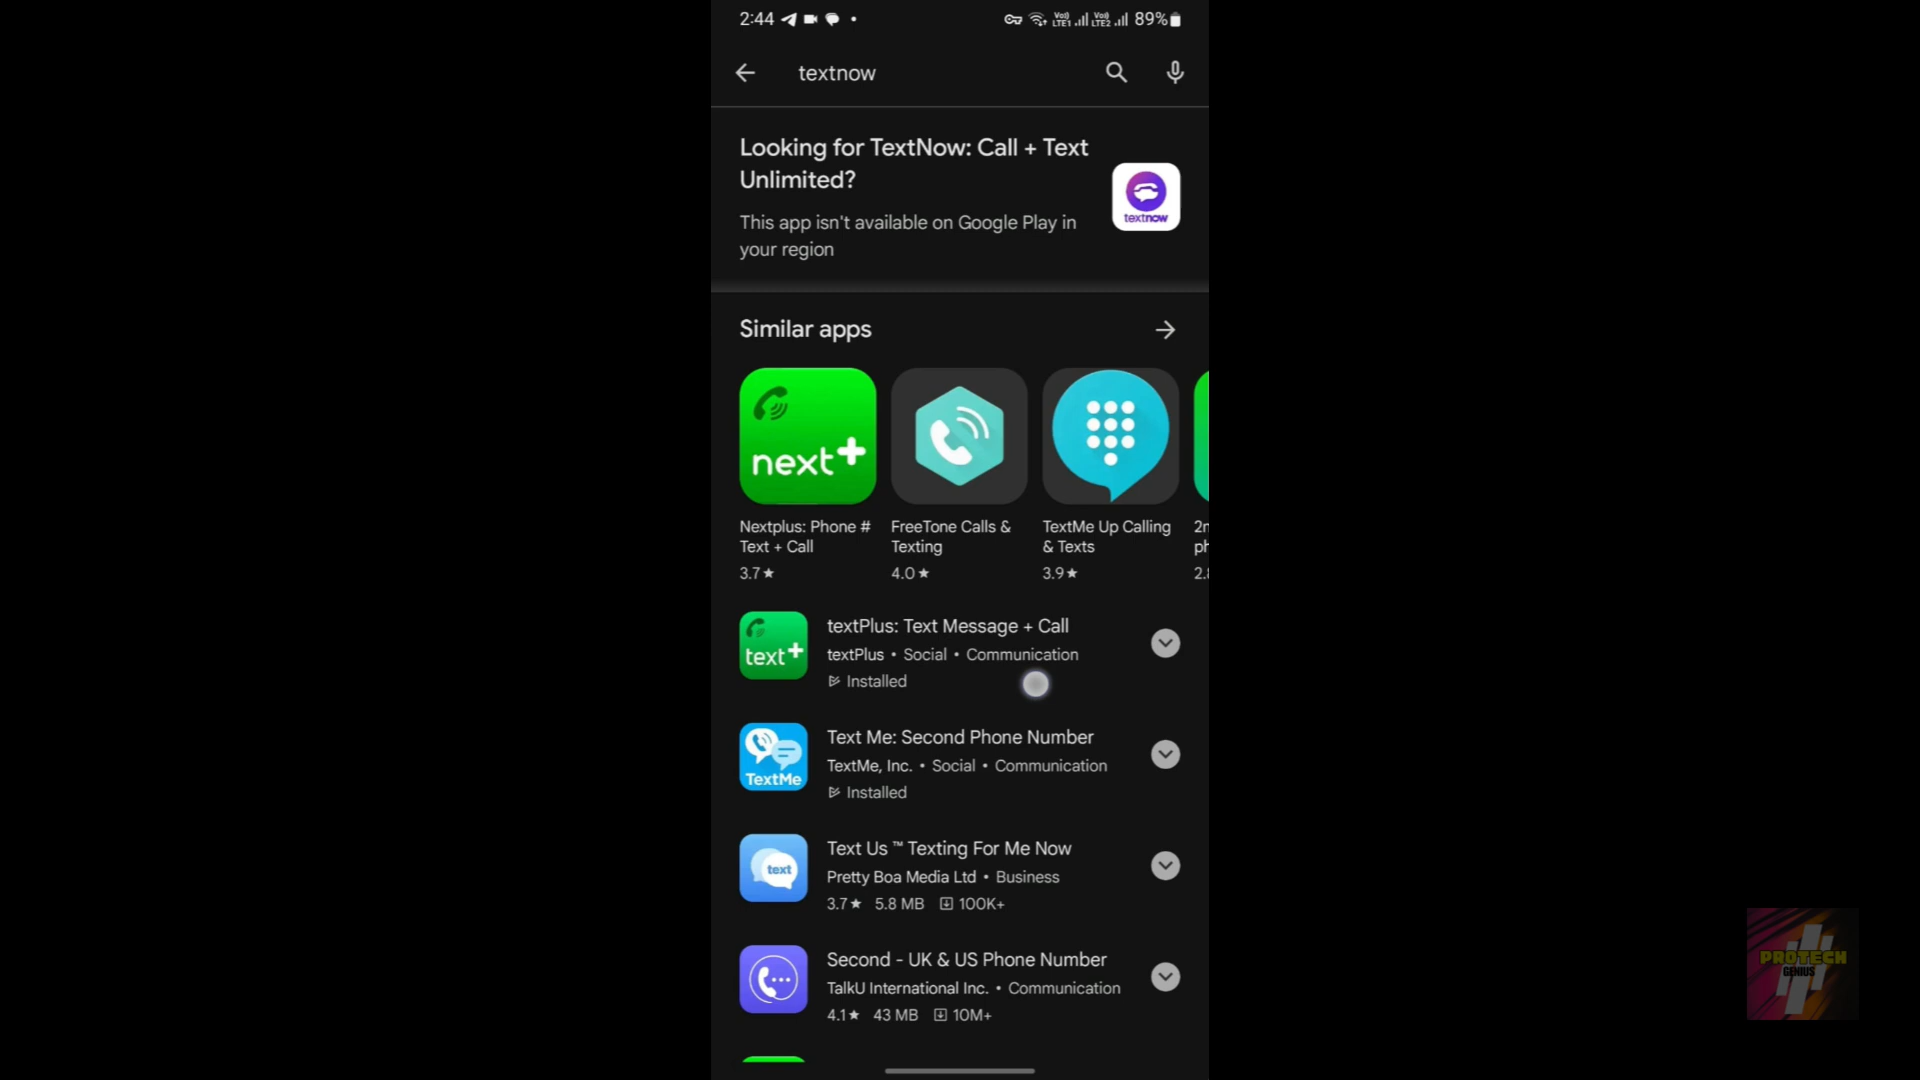 2:44
Vo) LTE1
Vo) LTE2
89%
textnow
Looking for TextNow: Call + Text
Unlimited?
This app isn't available on Google Play in
your region
textnow
Similar apps
next+
Nextplus: Phone #
Text + Call
3.7★
FreeTone Calls &
Texting
4.0★
TextMe Up Calling
& Texts
3.9★
text+
textPlus: Text Message + Call
textPlus • Social • Communication
Installed
TextMe
Text Me: Second Phone Number
TextMe, Inc. • Social • Communication
Installed
text
Text Us ™ Texting For Me Now
Pretty Boa Media Ltd • Business
3.7★ 5.8 MB 100K+
Second - UK & US Phone Number
TalkU International Inc. • Communication
4.1★ 43 MB 10M+
PROTECH
GENIUS